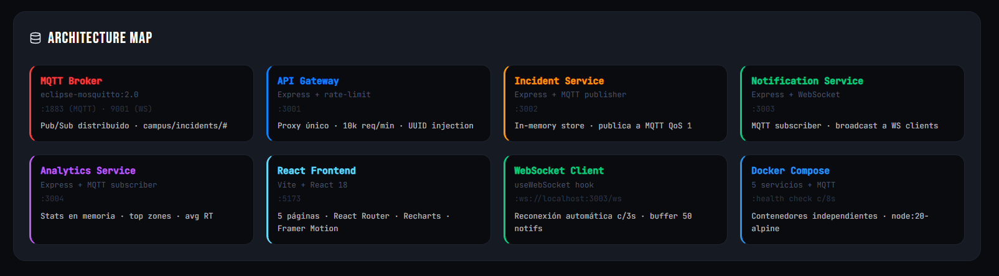 ARCHITECTURE MAP
MQTT Broker
eclipse-mosquitto:2.0
:1883 (MQTT) · 9001 (WS)
Pub/Sub distribuido · campus/incidents/#
API Gateway
Express + rate-limit
:3001
Proxy único · 10k req/min · UUID injection
Incident Service
Express + MQTT publisher
:3002
In-memory store · publica a MQTT QoS 1
Notification Service
Express + WebSocket
:3003
MQTT subscriber · broadcast a WS clients
Analytics Service
Express + MQTT subscriber
:3004
Stats en memoria · top zones · avg RT
React Frontend
Vite + React 18
:5173
5 páginas · React Router · Recharts ·
Framer Motion
WebSocket Client
useWebSocket hook
:ws://localhost:3003/ws
Reconexión automática c/3s · buffer 50
notifs
Docker Compose
5 servicios + MQTT
:health check c/8s
Contenedores independientes · node:20-
alpine